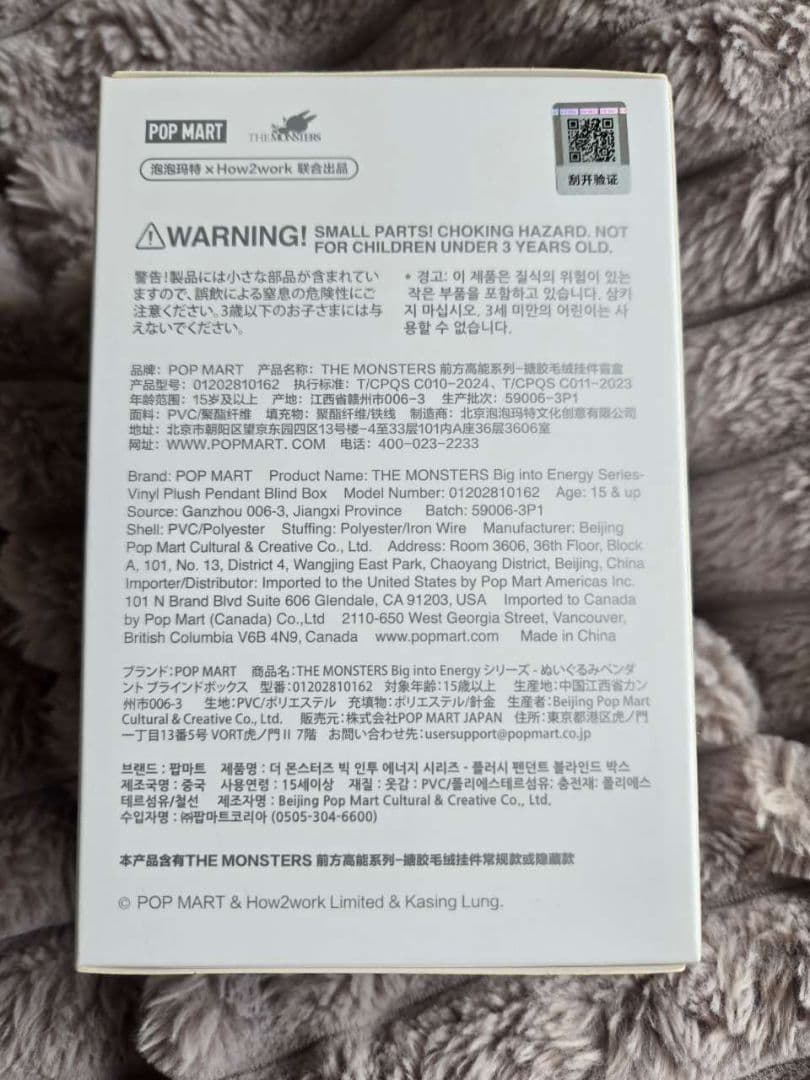 POP MART THE MONSTERS
泡泡玛特 x How2work 联合出品
刮开验证
WARNING! SMALL PARTS! CHOKING HAZARD. NOT
FOR CHILDREN UNDER 3 YEARS OLD.
警告!製品には小さな部品が含まれてい
ますので、誤飲による窒息の危険性にご
注意ください。3歳以下のお子さまには与
えないでください。
* 경고: 이 제품은 질식의 위험이 있는
작은 부품을 포함하고 있습니다. 삼키
지 마십시오. 3세 미만의 어린이는 사
용할 수 없습니다.
品牌: POP MART 产品名称: THE MONSTERS 前方高能系列-搪胶毛绒挂件盲盒
产品型号: 01202810162 执行标准: T/CPQS C010-2024、T/CPQS C011-2023
年龄范围: 15岁及以上 产地: 江西省赣州市006-3 生产批次: 59006-3P1
面料: PVC/聚酯纤维 填充物: 聚酯纤维/铁线 制造商: 北京泡泡玛特文化创意有限公司
地址: 北京市朝阳区望京东园四区13号楼-4至33层101内A座36层3606室
网址: WWW.POPMART. COM 电话: 400-023-2233
Brand: POP MART Product Name: THE MONSTERS Big into Energy Series-
Vinyl Plush Pendant Blind Box Model Number: 01202810162 Age: 15 & up
Source: Ganzhou 006-3, Jiangxi Province Batch: 59006-3P1
Shell: PVC/Polyester Stuffing: Polyester/Iron Wire Manufacturer: Beijing
Pop Mart Cultural & Creative Co., Ltd. Address: Room 3606, 36th Floor, Block
A, 101, No. 13, District 4, Wangjing East Park, Chaoyang District, Beijing, China
Importer/Distributor: Imported to the United States by Pop Mart Americas Inc.
101 N Brand Blvd Suite 606 Glendale, CA 91203, USA Imported to Canada
by Pop Mart (Canada) Co.,Ltd 2110-650 West Georgia Street, Vancouver,
British Columbia V6B 4N9, Canada www.popmart.com Made in China
ブランド:POP MART 商品名:THE MONSTERS Big into Energy シリーズ - ぬいぐるみペンダ
ント ブラインドボックス 型番:01202810162 対象年齢:15歳以上 生産地:中国江西省カン
州市006-3 生地:PVC/ポリエステル 充填物:ポリエステル/針金 生産者:Beijing Pop Mart
Cultural & Creative Co., Ltd. 販売元:株式会社POP MART JAPAN 住所:東京都港区虎ノ門
一丁目13番5号 VORT虎ノ門Ⅱ 7階 お問い合わせ先:usersupport@popmart.co.jp
브랜드 : 팝마트 제품명 : 더 몬스터즈 빅 인투 에너지 시리즈 - 플러시 펜던트 블라인드 박스
제조국명 : 중국 사용연령 : 15세이상 재질 : 옷감 : PVC/폴리에스테르섬유: 충전재: 폴리에스
테르섬유/철선 제조자명 : Beijing Pop Mart Cultural & Creative Co., Ltd.
수입자명 : ㈜팝마트코리아 (0505-304-6600)
本产品含有THE MONSTERS 前方高能系列-搪胶毛绒挂件常规款或隐藏款
© POP MART & How2work Limited & Kasing Lung.